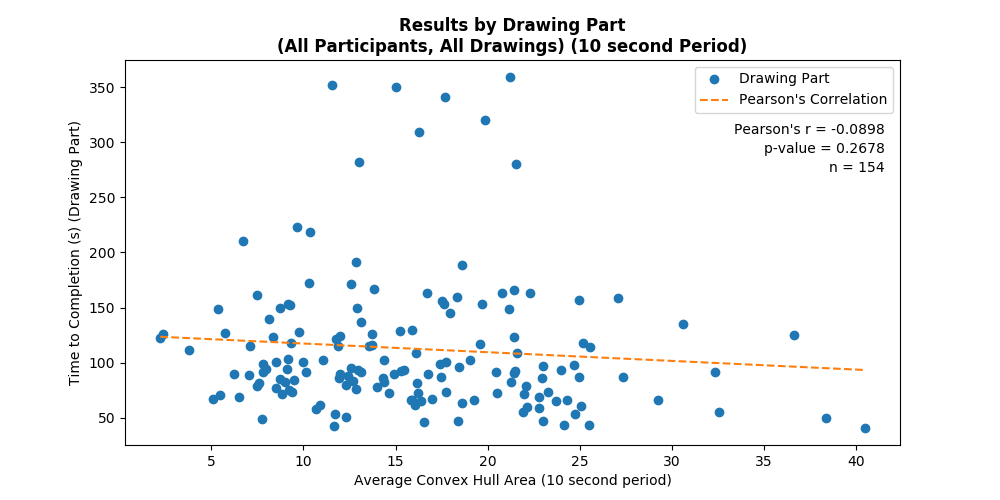 Results by Drawing Part
(All Participants, All Drawings) (10 second Period)
Drawing Part
Pearson's Correlation
Pearson's r = -0.0898
p-value = 0.2678
n = 154
Time to Completion (s) (Drawing Part)
350
300
250
200
150
100
50
5 10 15 20 25 30 35 40
Average Convex Hull Area (10 second period)